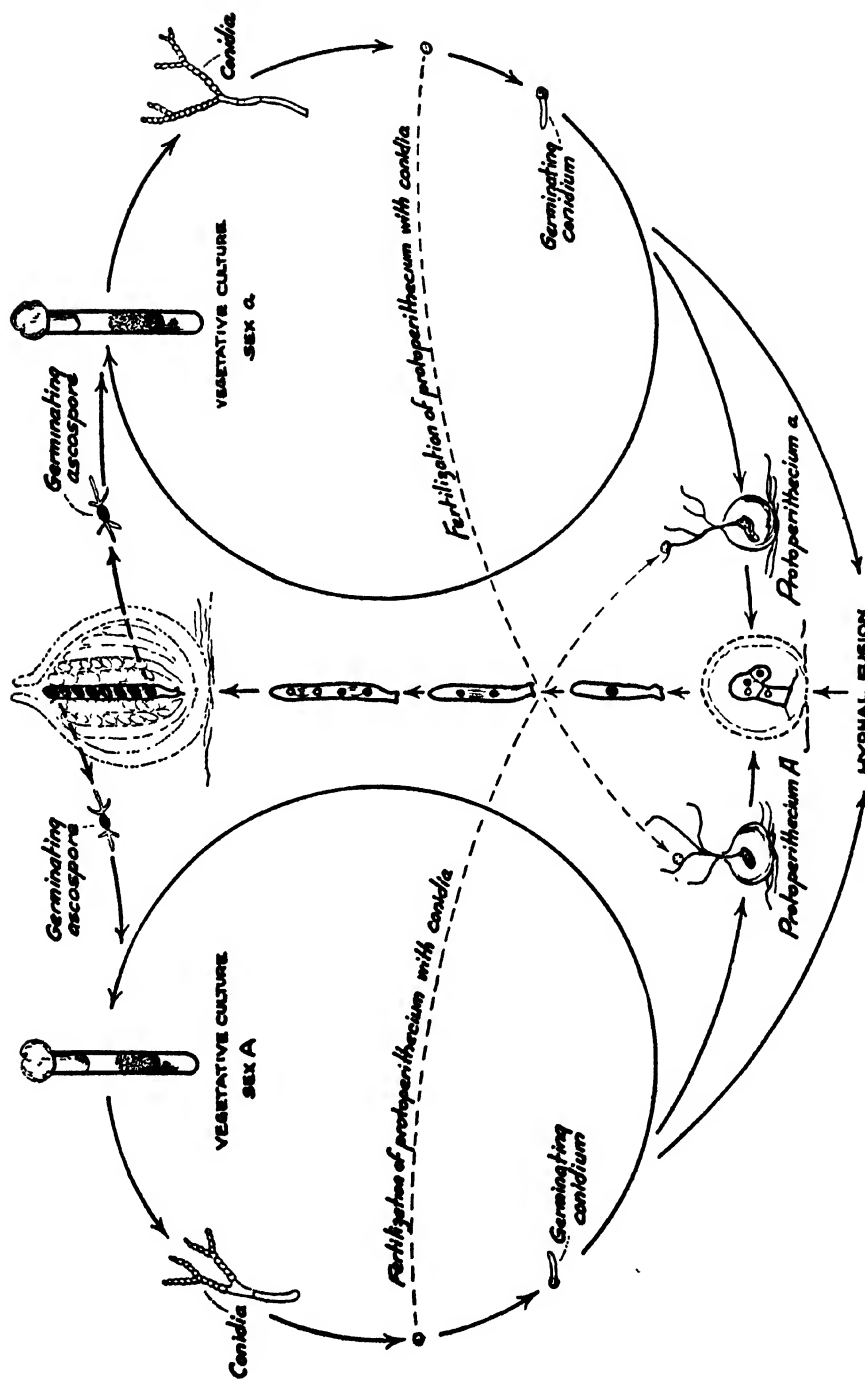 Conidia
Germinating
ascospore
VEGETATIVE CULTURE
SEX a
Fertilization of protoperithecium with conidia
Germinating
conidium
Protoperithecium a
Germinating
ascospore
VEGETATIVE CULTURE
SEX A
Conidia
Fertilization of protoperithecium with conidia
Germinating
conidium
Protoperithecium A
HYPHAL FUSION